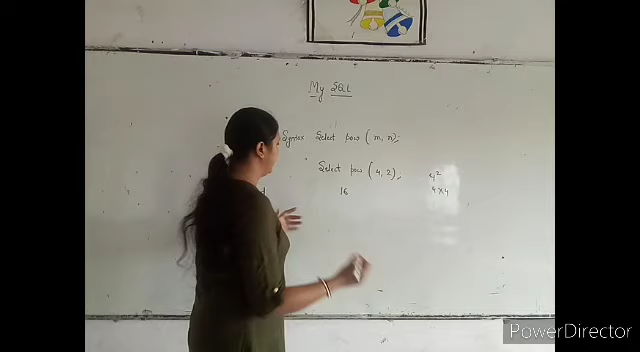 My SQL
Syntax Select pow (m, n);
Select pow (4, 2);
4²
16
4×4
PowerDirector